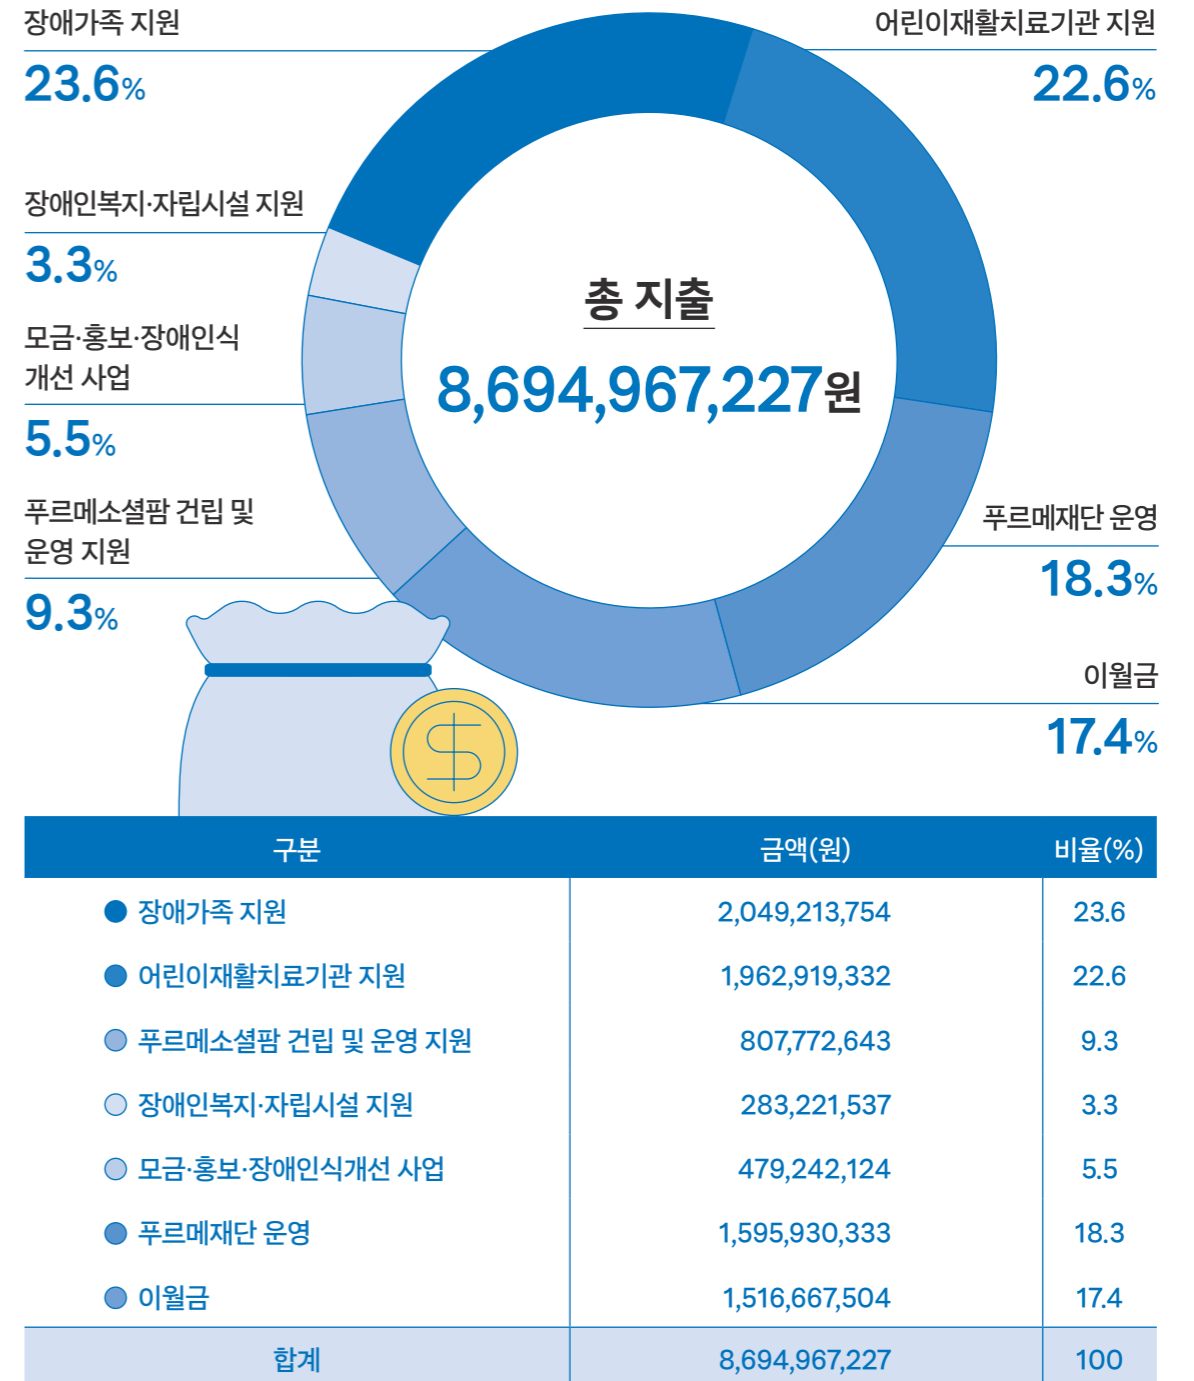 장애가족 지원
23.6%
어린이재활치료기관 지원
22.6%
장애인복지·자립시설 지원
3.3%
모금·홍보·장애인식
개선 사업
5.5%
푸르메소셜팜 건립 및
운영 지원
9.3%
총 지출
8,694,967,227원
푸르메재단 운영
18.3%
이월금
17.4%
구분 금액(원) 비율(%)
장애가족 지원 2,049,213,754 23.6
어린이재활치료기관 지원 1,962,919,332 22.6
푸르메소셜팜 건립 및 운영 지원 807,772,643 9.3
장애인복지·자립시설 지원 283,221,537 3.3
모금·홍보·장애인식개선 사업 479,242,124 5.5
푸르메재단 운영 1,595,930,333 18.3
이월금 1,516,667,504 17.4
합계 8,694,967,227 100